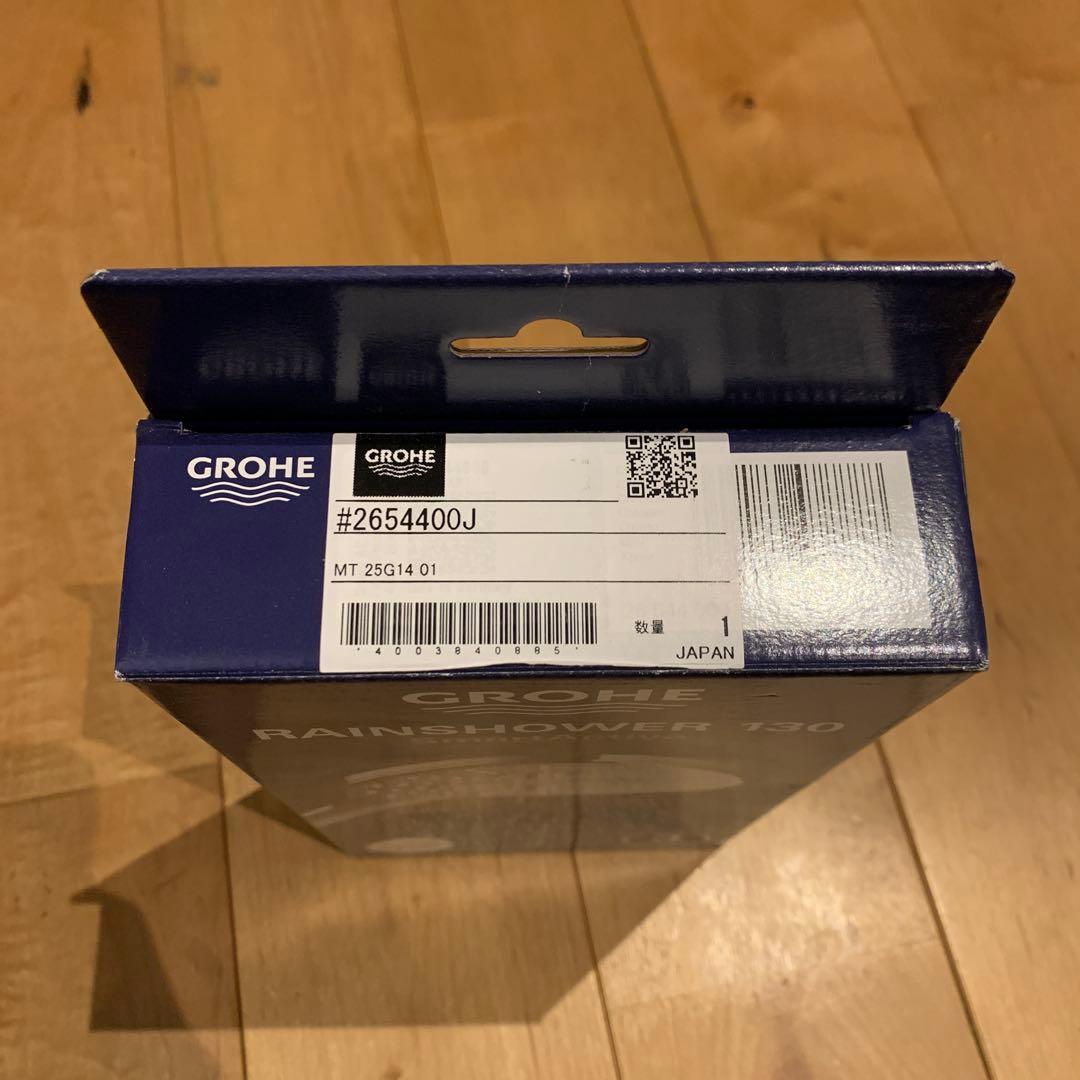 GROHE
GROHE
#2654400J
MT 25G14 01
*4003840885*
数量 1
JAPAN
GROHE
RAINSHOWER 130